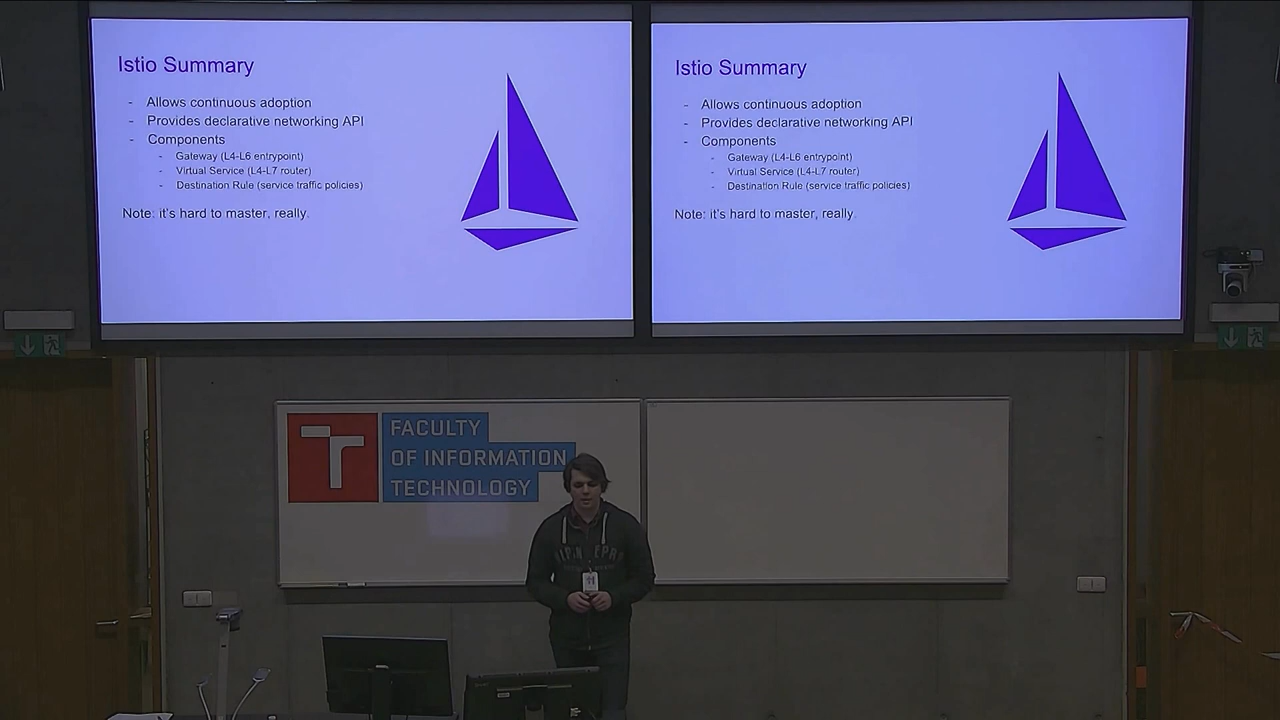 Istio Summary
- Allows continuous adoption
- Provides declarative networking API
- Components
- Gateway (L4-L6 entrypoint)
- Virtual Service (L4-L7 router)
- Destination Rule (service traffic policies)
Note: it's hard to master, really.
Istio Summary
- Allows continuous adoption
- Provides declarative networking API
- Components
- Gateway (L4-L6 entrypoint)
- Virtual Service (L4-L7 router)
- Destination Rule (service traffic policies)
Note: it's hard to master, really.
FACULTY
OF INFORMATION
TECHNOLOGY